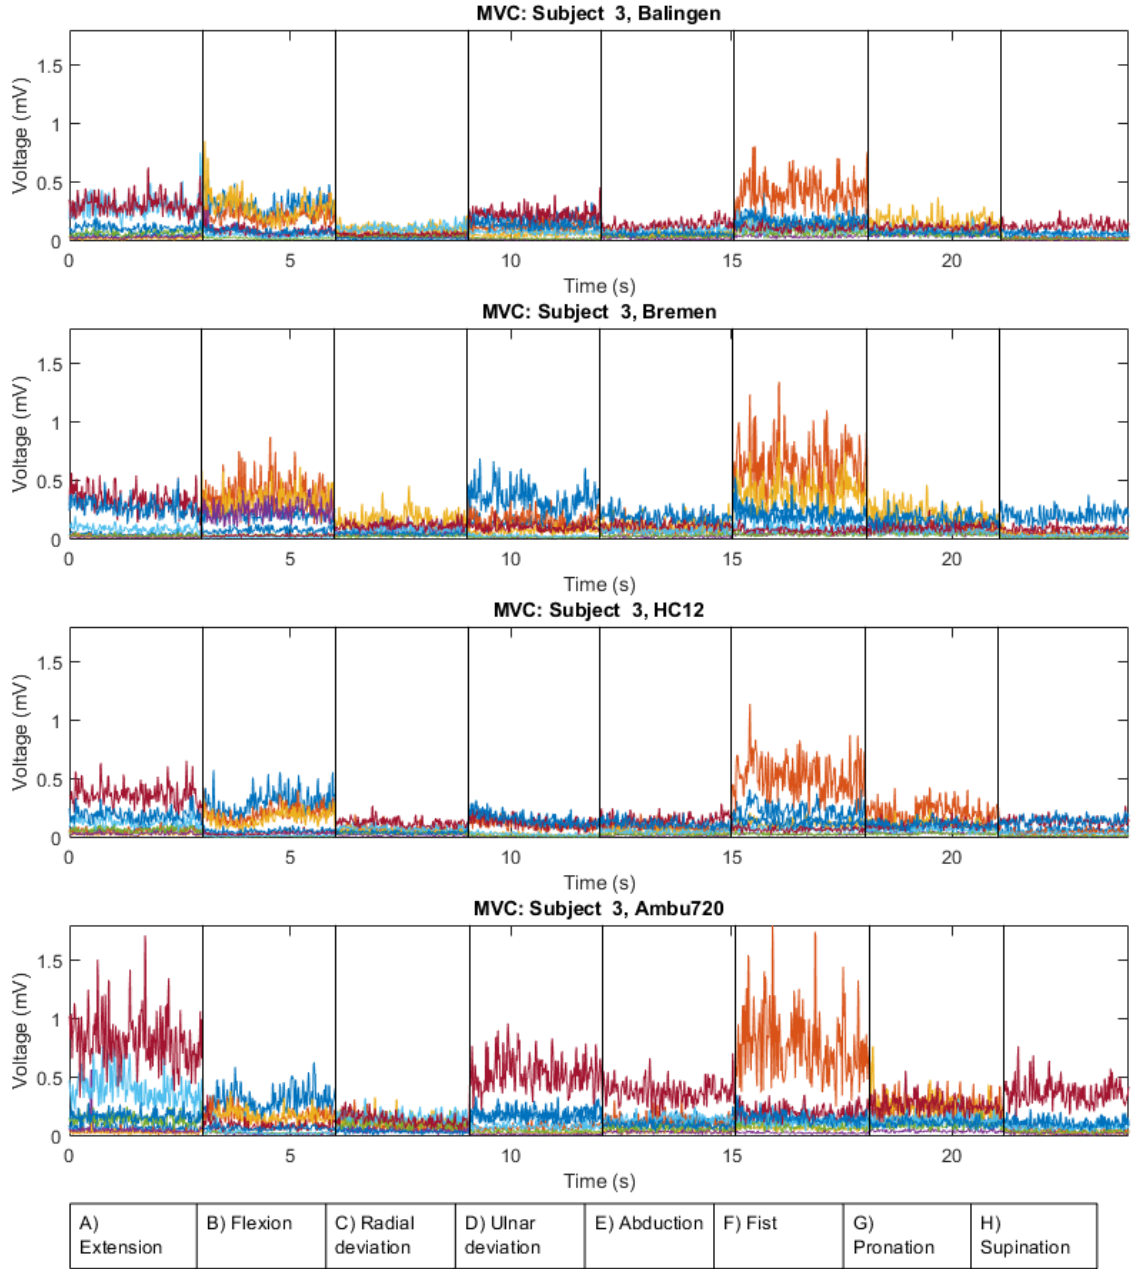 MVC: Subject  3, Balingen
1.5
1
0.5
0
Voltage (mV)
0 5 10 15 20
Time (s)
MVC: Subject  3, Bremen
1.5
1
0.5
0
Voltage (mV)
0 5 10 15 20
Time (s)
MVC: Subject  3, HC12
1.5
1
0.5
0
Voltage (mV)
0 5 10 15 20
Time (s)
MVC: Subject  3, Ambu720
1.5
1
0.5
0
Voltage (mV)
0 5 10 15 20
Time (s)
A)
Extension
B) Flexion
C) Radial
deviation
D) Ulnar
deviation
E) Abduction
F) Fist
G)
Pronation
H)
Supination